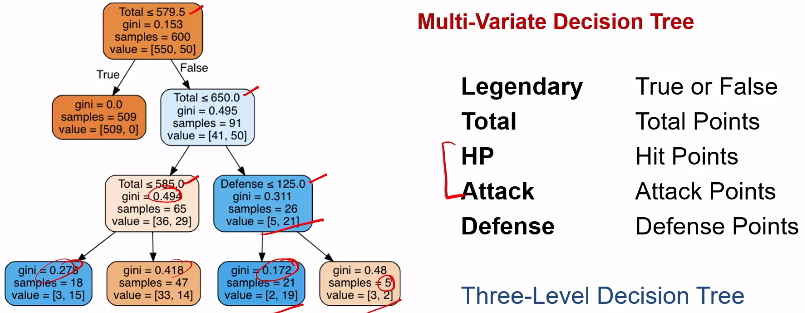 Total ≤ 579.5
gini = 0.153
samples = 600
value = [550, 50]
True
False
gini = 0.0
samples = 509
value = [509, 0]
Total ≤ 650.0
gini = 0.495
samples = 91
value = [41, 50]
Total ≤ 585.0
gini = 0.494
samples = 65
value = [36, 29]
Defense ≤ 125.0
gini = 0.311
samples = 26
value = [5, 21]
gini = 0.278
samples = 18
value = [3, 15]
gini = 0.418
samples = 47
value = [33, 14]
gini = 0.172
samples = 21
value = [2, 19]
gini = 0.48
samples = 5
value = [3, 2]
Multi-Variate Decision Tree
Legendary True or False
Total Total Points
HP Hit Points
Attack Attack Points
Defense Defense Points
Three-Level Decision Tree